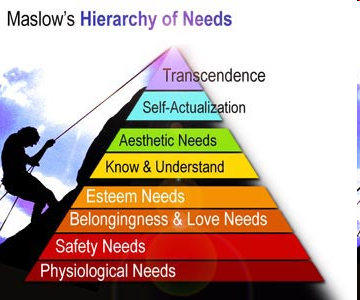 Maslow's Hierarchy of Needs
Transcendence
Self-Actualization
Aesthetic Needs
Know & Understand
Esteem Needs
Belongingness & Love Needs
Safety Needs
Physiological Needs